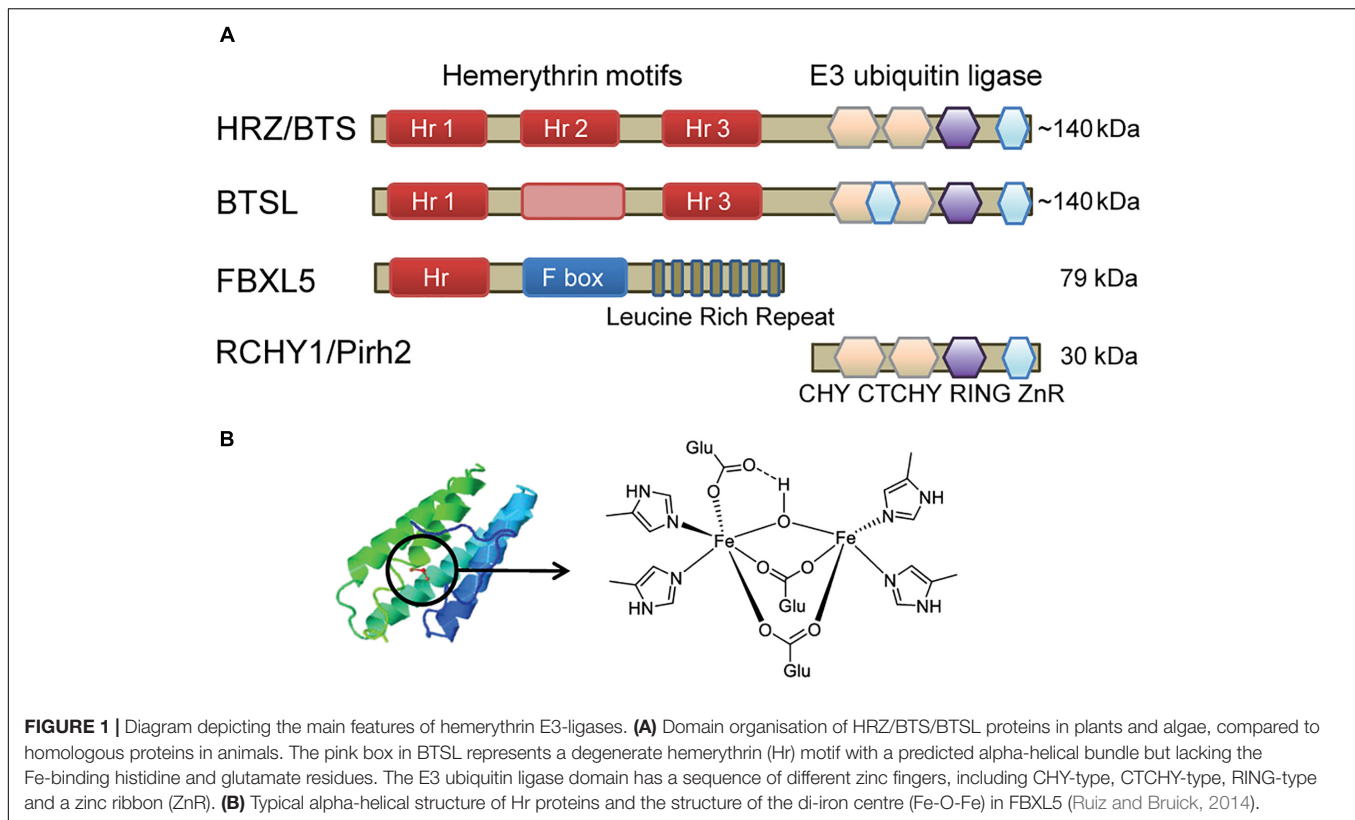 A
Hemerythrin motifs E3 ubiquitin ligase
HRZ/BTS Hr 1 Hr 2 Hr 3 ~140 kDa
BTSL Hr 1 Hr 3 ~140 kDa
FBXL5 Hr F box 79 kDa
Leucine Rich Repeat
RCHY1/Pirh2 30 kDa
CHY CTCHY RING ZnR
B
Glu
O
H
O
HN
N
O
N
NH
Fe
Fe
O
O
N
HN
Glu
N
NH
O
O
Glu
FIGURE 1 | Diagram depicting the main features of hemerythrin E3-ligases. (A) Domain organisation of HRZ/BTS/BTSL proteins in plants and algae, compared to
homologous proteins in animals. The pink box in BTSL represents a degenerate hemerythrin (Hr) motif with a predicted alpha-helical bundle but lacking the
Fe-binding histidine and glutamate residues. The E3 ubiquitin ligase domain has a sequence of different zinc fingers, including CHY-type, CTCHY-type, RING-type
and a zinc ribbon (ZnR). (B) Typical alpha-helical structure of Hr proteins and the structure of the di-iron centre (Fe-O-Fe) in FBXL5 (Ruiz and Bruick, 2014).